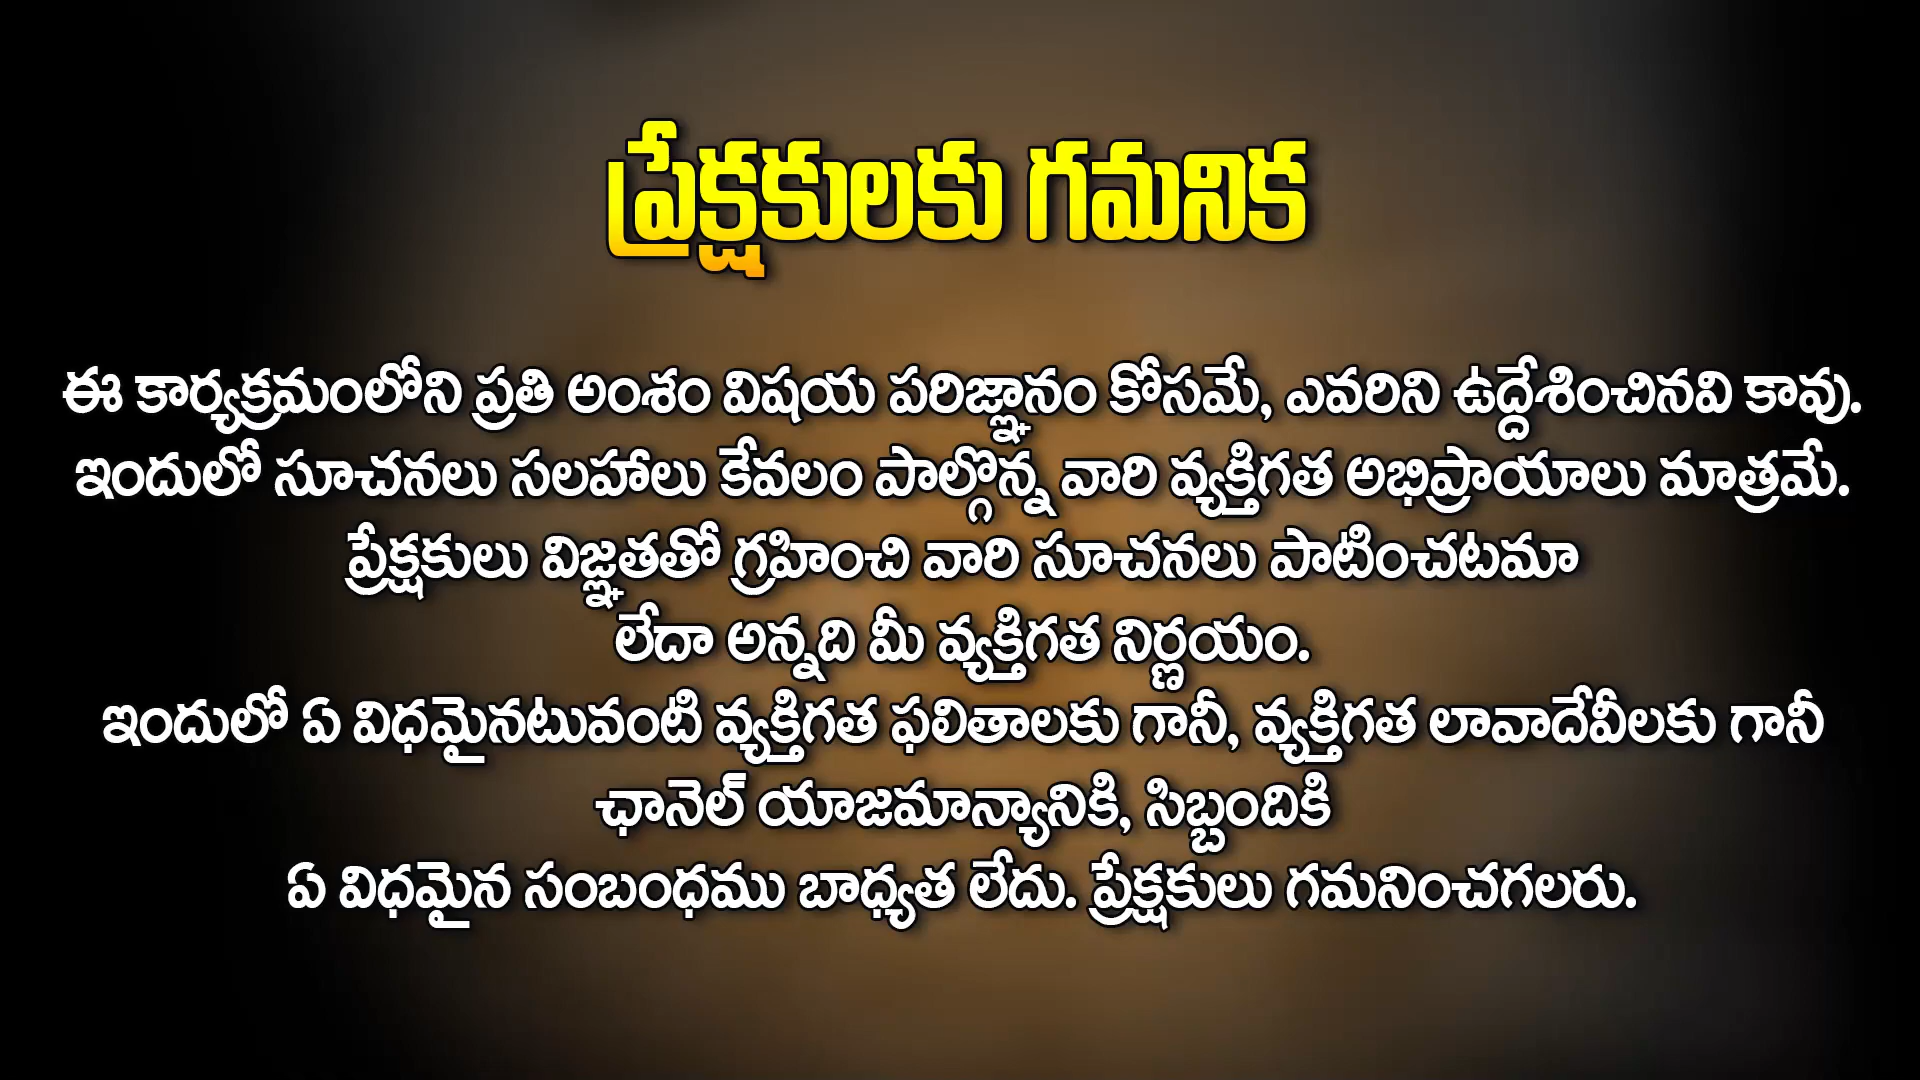 ప్రేక్షకులకు గమనిక
ఈ కార్యక్రమంలోని ప్రతి అంశం విషయ పరిజ్ఞానం కోసమే, ఎవరిని ఉద్దేశించినవి కావు.
ఇందులో సూచనలు సలహాలు కేవలం పాల్గొన్న వారి వ్యక్తిగత అభిప్రాయాలు మాత్రమే.
ప్రేక్షకులు విజ్ఞతతో గ్రహించి వారి సూచనలు పాటించటమా
లేదా అన్నది మీ వ్యక్తిగత నిర్ణయం.
ఇందులో ఏ విధమైనటువంటి వ్యక్తిగత ఫలితాలకు గానీ, వ్యక్తిగత లావాదేవీలకు గానీ
ఛానెల్ యాజమాన్యానికి, సిబ్బందికి
ఏ విధమైన సంబంధము బాధ్యత లేదు. ప్రేక్షకులు గమనించగలరు.